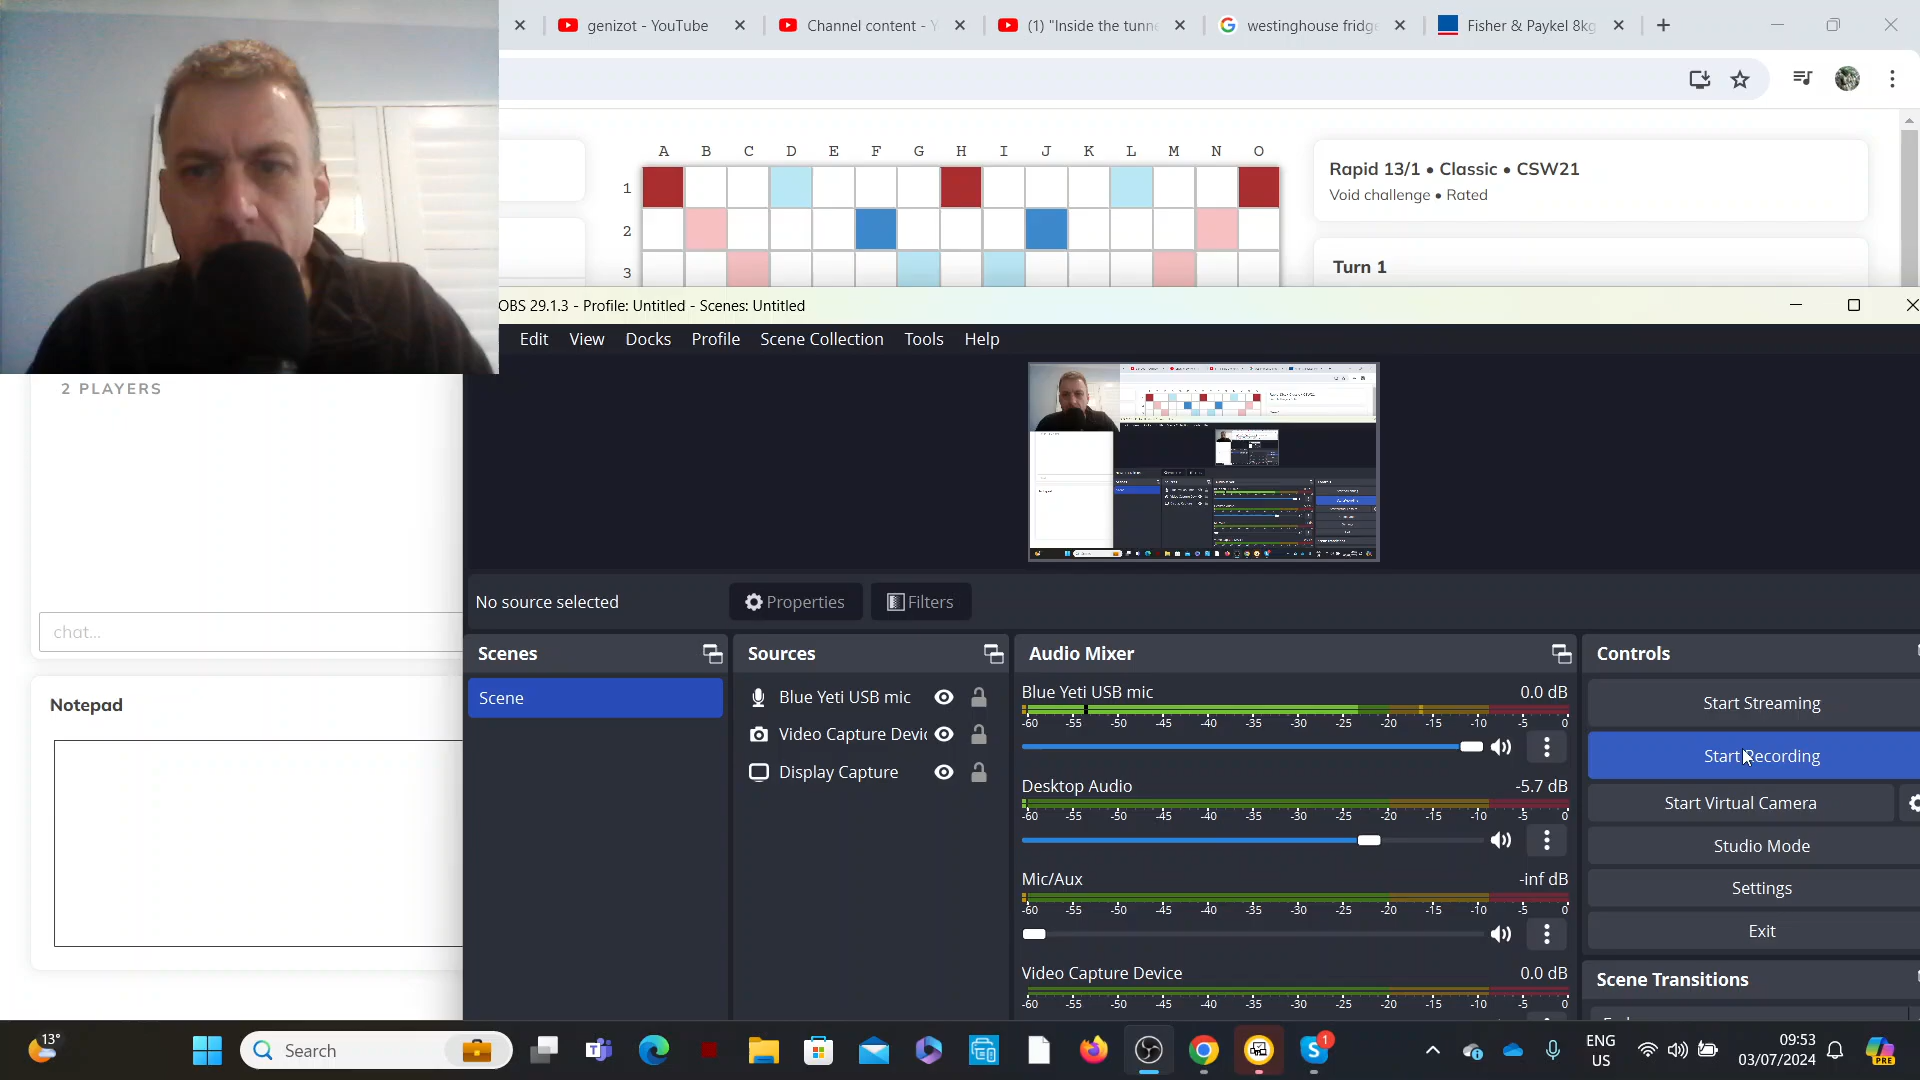 genizot - YouTube
Channel content - Y
(1) "Inside the tunne
westinghouse fridge
Fisher & Paykel 8kg
A B C D E F G H I J K L M N O
1
2
3
Rapid 13/1 • Classic • CSW21
Void challenge • Rated
Turn 1
OBS 29.1.3 - Profile: Untitled - Scenes: Untitled
Edit View Docks Profile Scene Collection Tools Help
2 PLAYERS
chat...
Notepad
No source selected
Properties
Filters
Scenes
Scene
Sources
Blue Yeti USB mic
Video Capture Devic
Display Capture
Audio Mixer
Blue Yeti USB mic 0.0 dB
-60 -55 -50 -45 -40 -35 -30 -25 -20 -15 -10 -5 0
Desktop Audio -5.7 dB
-60 -55 -50 -45 -40 -35 -30 -25 -20 -15 -10 -5 0
Mic/Aux -inf dB
-60 -55 -50 -45 -40 -35 -30 -25 -20 -15 -10 -5 0
Video Capture Device 0.0 dB
-60 -55 -50 -45 -40 -35 -30 -25 -20 -15 -10 -5 0
Controls
Start Streaming
Start Recording
Start Virtual Camera
Studio Mode
Settings
Exit
Scene Transitions
13°
Search
1
ENG
US
09:53
03/07/2024
PRE